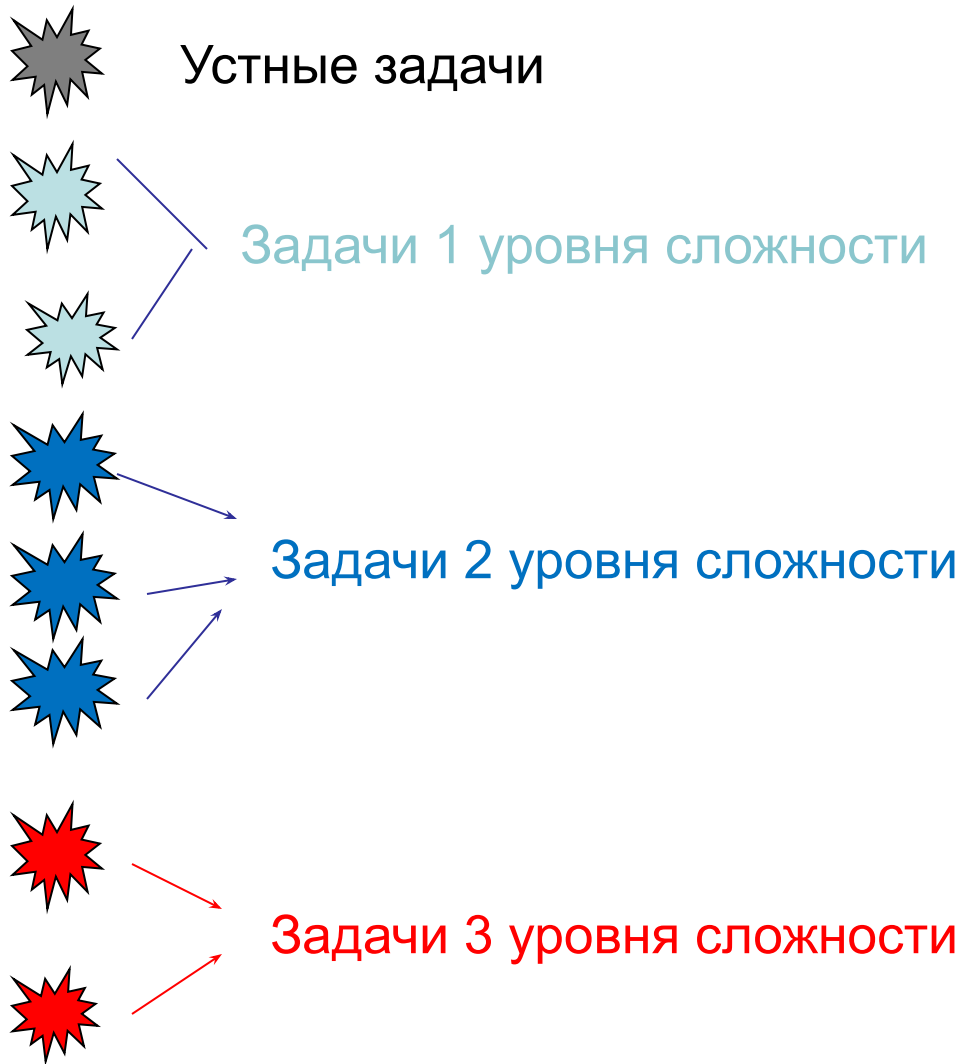 Устные задачи
Задачи 1 уровня сложности
Задачи 2 уровня сложности
Задачи 3 уровня сложности